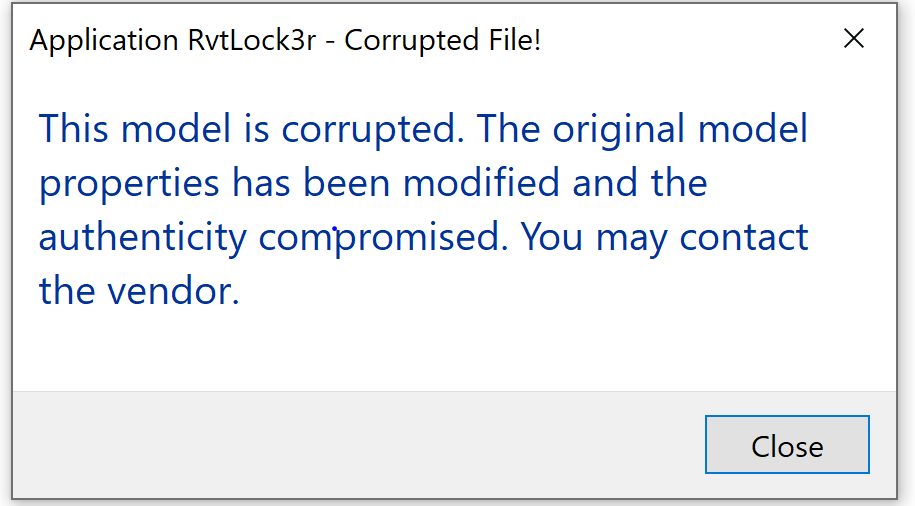 Application RvtLock3r - Corrupted File!
This model is corrupted. The original model
properties has been modified and the
authenticity compromised. You may contact
the vendor.
Close